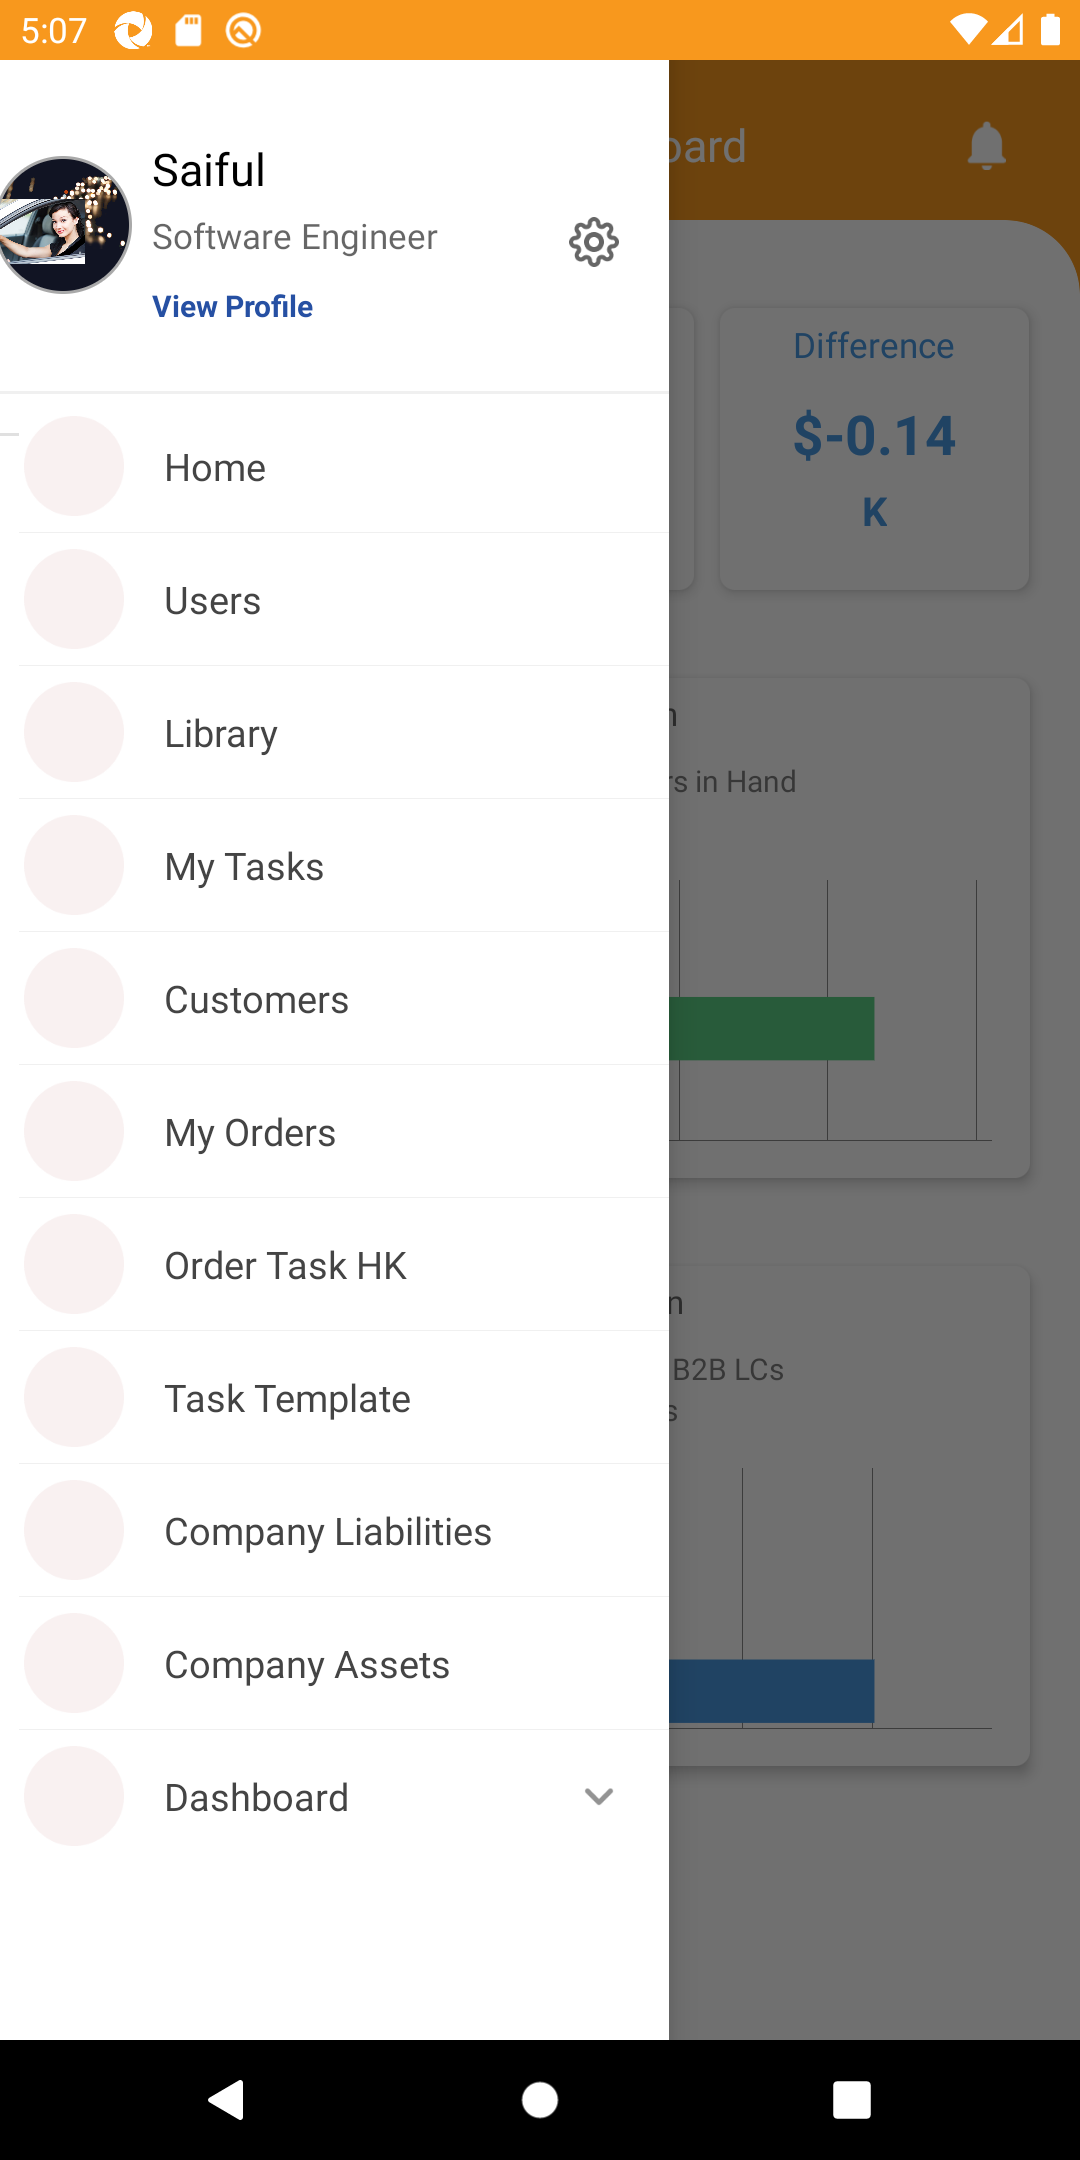 5:07
Saiful
Software Engineer
View Profile
Difference
$-0.14
K
Home
Users
Library
rs in Hand
My Tasks
Customers
My Orders
Order Task HK
Task Template
B2B LCs
Company Liabilities
Company Assets
Dashboard